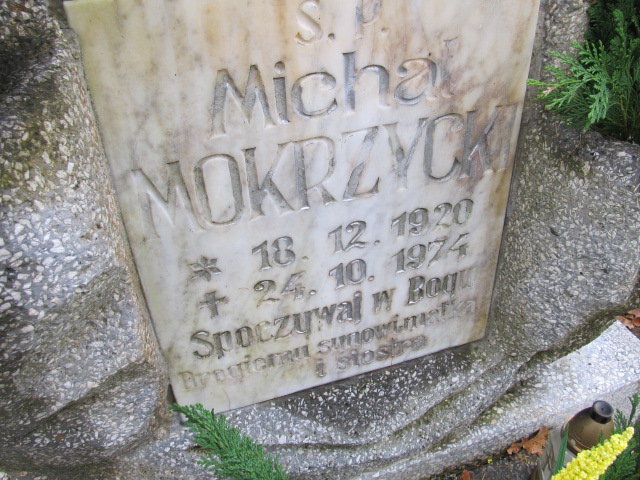 Ś. P.
Michał
MOKRZYCKI
* 18. 12. 1920
+ 24. 10. 1974
Spoczywaj w Bogu
Drogiemu synowi matka
i siostra